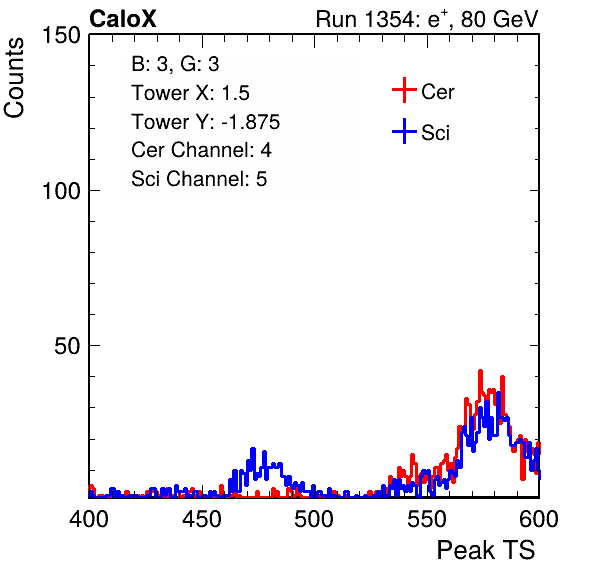 CaloX Run 1354: e⁺, 80 GeV
B: 3, G: 3
Tower X: 1.5
Tower Y: -1.875
Cer Channel: 4
Sci Channel: 5
Cer
Sci
Counts
150
100
50
400 450 500 550 600
Peak TS